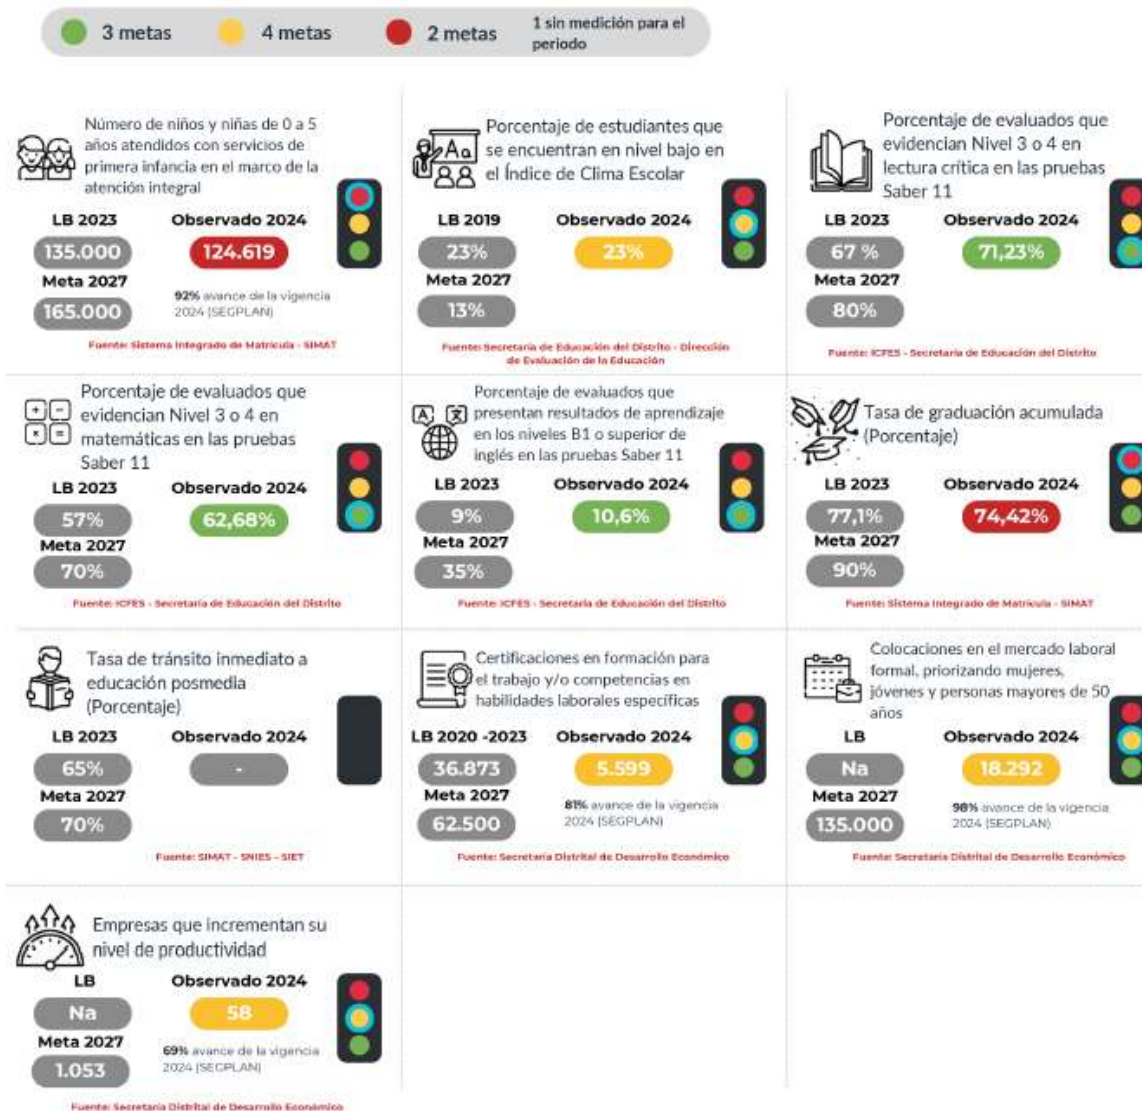 3 metas
4 metas
2 metas
1 sin medición para el
periodo
Número de niños y niñas de 0 a 5
años atendidos con servicios de
primera infancia en el marco de la
atención integral
LB 2023
Observado 2024
135.000
124.619
Meta 2027
165.000
92% avance de la vigencia
2024 (SEGPLAN)
Fuente: Sistema Integrado de Matrícula - SIMAT
Porcentaje de estudiantes que
se encuentran en nivel bajo en
el Índice de Clima Escolar
LB 2019
Observado 2024
23%
23%
Meta 2027
13%
Fuente: Secretaría de Educación del Distrito - Dirección
de Evaluación de la Educación
Porcentaje de evaluados que
evidencian Nivel 3 o 4 en
lectura crítica en las pruebas
Saber 11
LB 2023
Observado 2024
67 %
71,23%
Meta 2027
80%
Fuente: ICFES - Secretaría de Educación del Distrito
Porcentaje de evaluados que
evidencian Nivel 3 o 4 en
matemáticas en las pruebas
Saber 11
LB 2023
Observado 2024
57%
62,68%
Meta 2027
70%
Fuente: ICFES - Secretaría de Educación del Distrito
Porcentaje de evaluados que
presentan resultados de aprendizaje
en los niveles B1 o superior de
inglés en las pruebas Saber 11
LB 2023
Observado 2024
9%
10,6%
Meta 2027
35%
Fuente: ICFES - Secretaría de Educación del Distrito
Tasa de graduación acumulada
(Porcentaje)
LB 2023
Observado 2024
77,1%
74,42%
Meta 2027
90%
Fuente: Sistema Integrado de Matrícula - SIMAT
Tasa de tránsito inmediato a
educación posmedia
(Porcentaje)
LB 2023
Observado 2024
65%
-
Meta 2027
70%
Fuente: SIMAT - SNIES - SIET
Certificaciones en formación para
el trabajo y/o competencias en
habilidades laborales específicas
LB 2020 -2023
Observado 2024
36.873
5.599
Meta 2027
62.500
81% avance de la vigencia
2024 (SEGPLAN)
Fuente: Secretaría Distrital de Desarrollo Económico
Colocaciones en el mercado laboral
formal, priorizando mujeres,
jóvenes y personas mayores de 50
años
LB
Observado 2024
Na
18.292
Meta 2027
135.000
98% avance de la vigencia
2024 (SEGPLAN)
Fuente: Secretaría Distrital de Desarrollo Económico
Empresas que incrementan su
nivel de productividad
LB
Observado 2024
Na
58
Meta 2027
1.053
69% avance de la vigencia
2024 (SEGPLAN)
Fuente: Secretaría Distrital de Desarrollo Económico